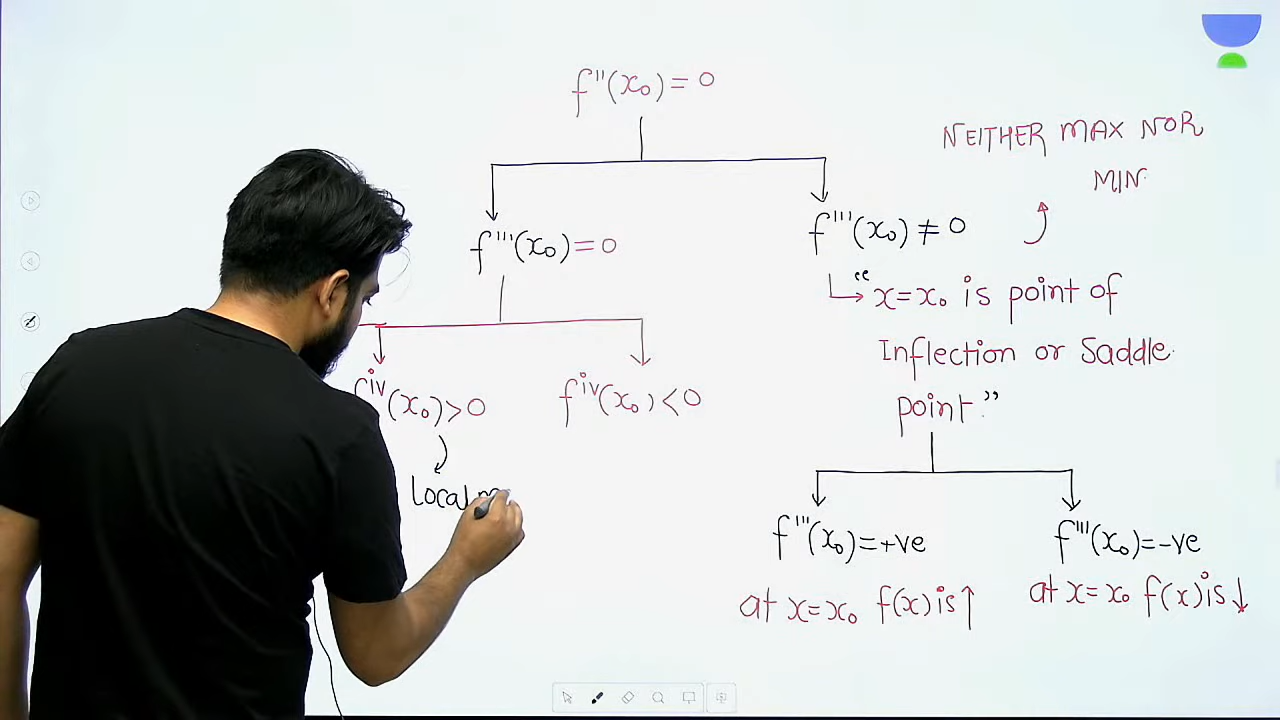 f''(x₀) = 0
NEITHER MAX NOR
MIN.
f'''(x₀) = 0
f'''(x₀) ≠ 0
“x = x₀ is point of
Inflection or Saddle
point.”
f^iv(x₀) > 0
f^iv(x₀) < 0
Local
f'''(x₀) = +ve
f'''(x₀) = -ve
at x = x₀ f(x) is ↑
at x = x₀ f(x) is ↓